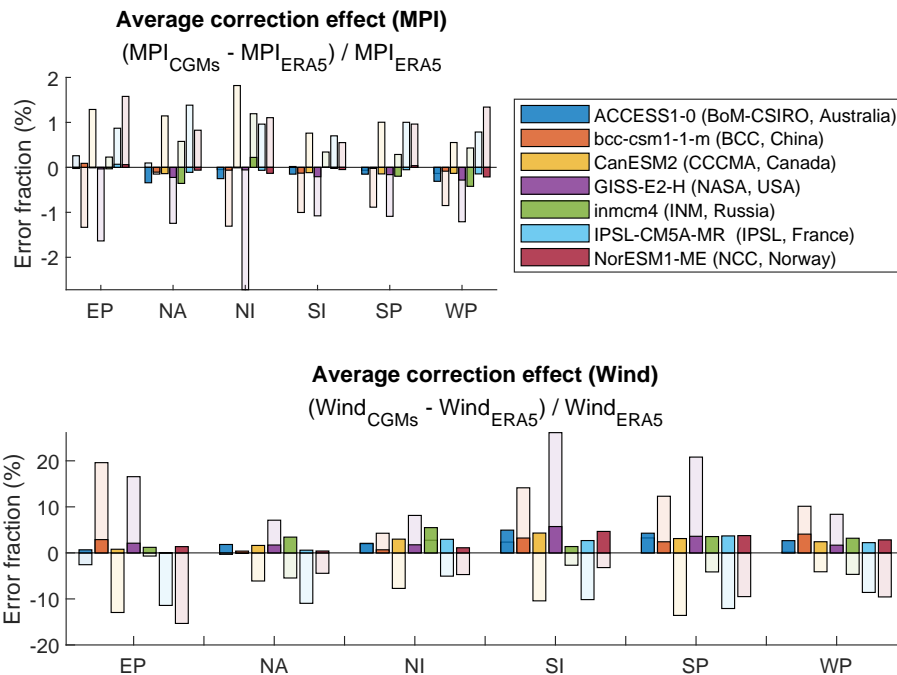 Average correction effect (MPI)
(MPI_CGMs - MPI_ERA5) / MPI_ERA5
Error fraction (%)
2
1
0
-1
-2
EP NA NI SI SP WP
ACCESS1-0 (BoM-CSIRO, Australia)
bcc-csm1-1-m (BCC, China)
CanESM2 (CCCMA, Canada)
GISS-E2-H (NASA, USA)
inmcm4 (INM, Russia)
IPSL-CM5A-MR (IPSL, France)
NorESM1-ME (NCC, Norway)
Average correction effect (Wind)
(Wind_CGMs - Wind_ERA5) / Wind_ERA5
Error fraction (%)
20
10
0
-10
-20
EP NA NI SI SP WP